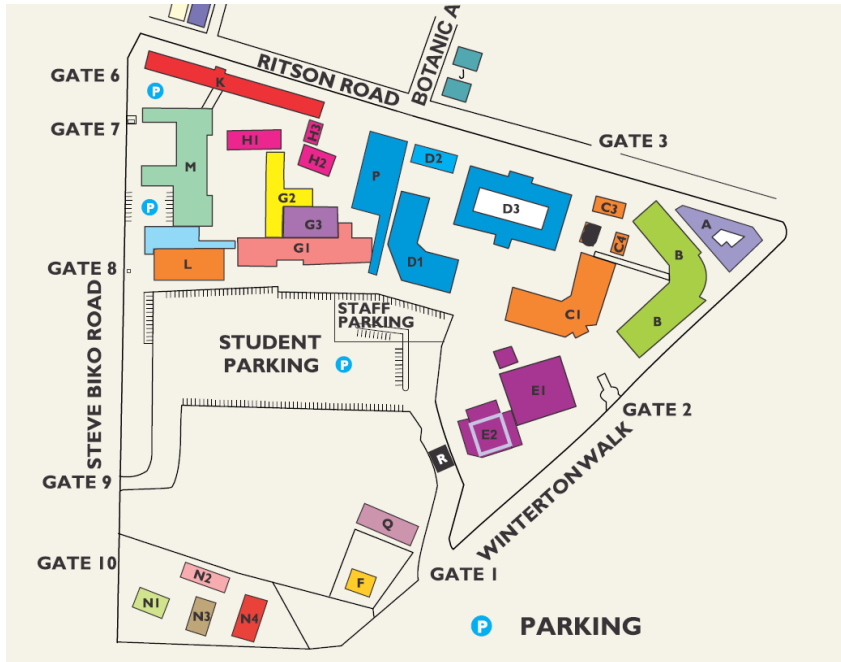 BOTANIC A
RITSON ROAD
J
GATE 6
P
K
GATE 7
GATE 3
H1
H3
H2
D2
M
P
G2
D3
C3
A
P
G3
C4
B
G1
L
D1
GATE 8
C1
B
STAFF
PARKING
STUDENT
PARKING
P
STEVE BIKO ROAD
E1
GATE 2
E2
R
WINTERTON WALK
GATE 9
Q
GATE 10
N2
F
GATE 1
N1
N3
N4
P PARKING